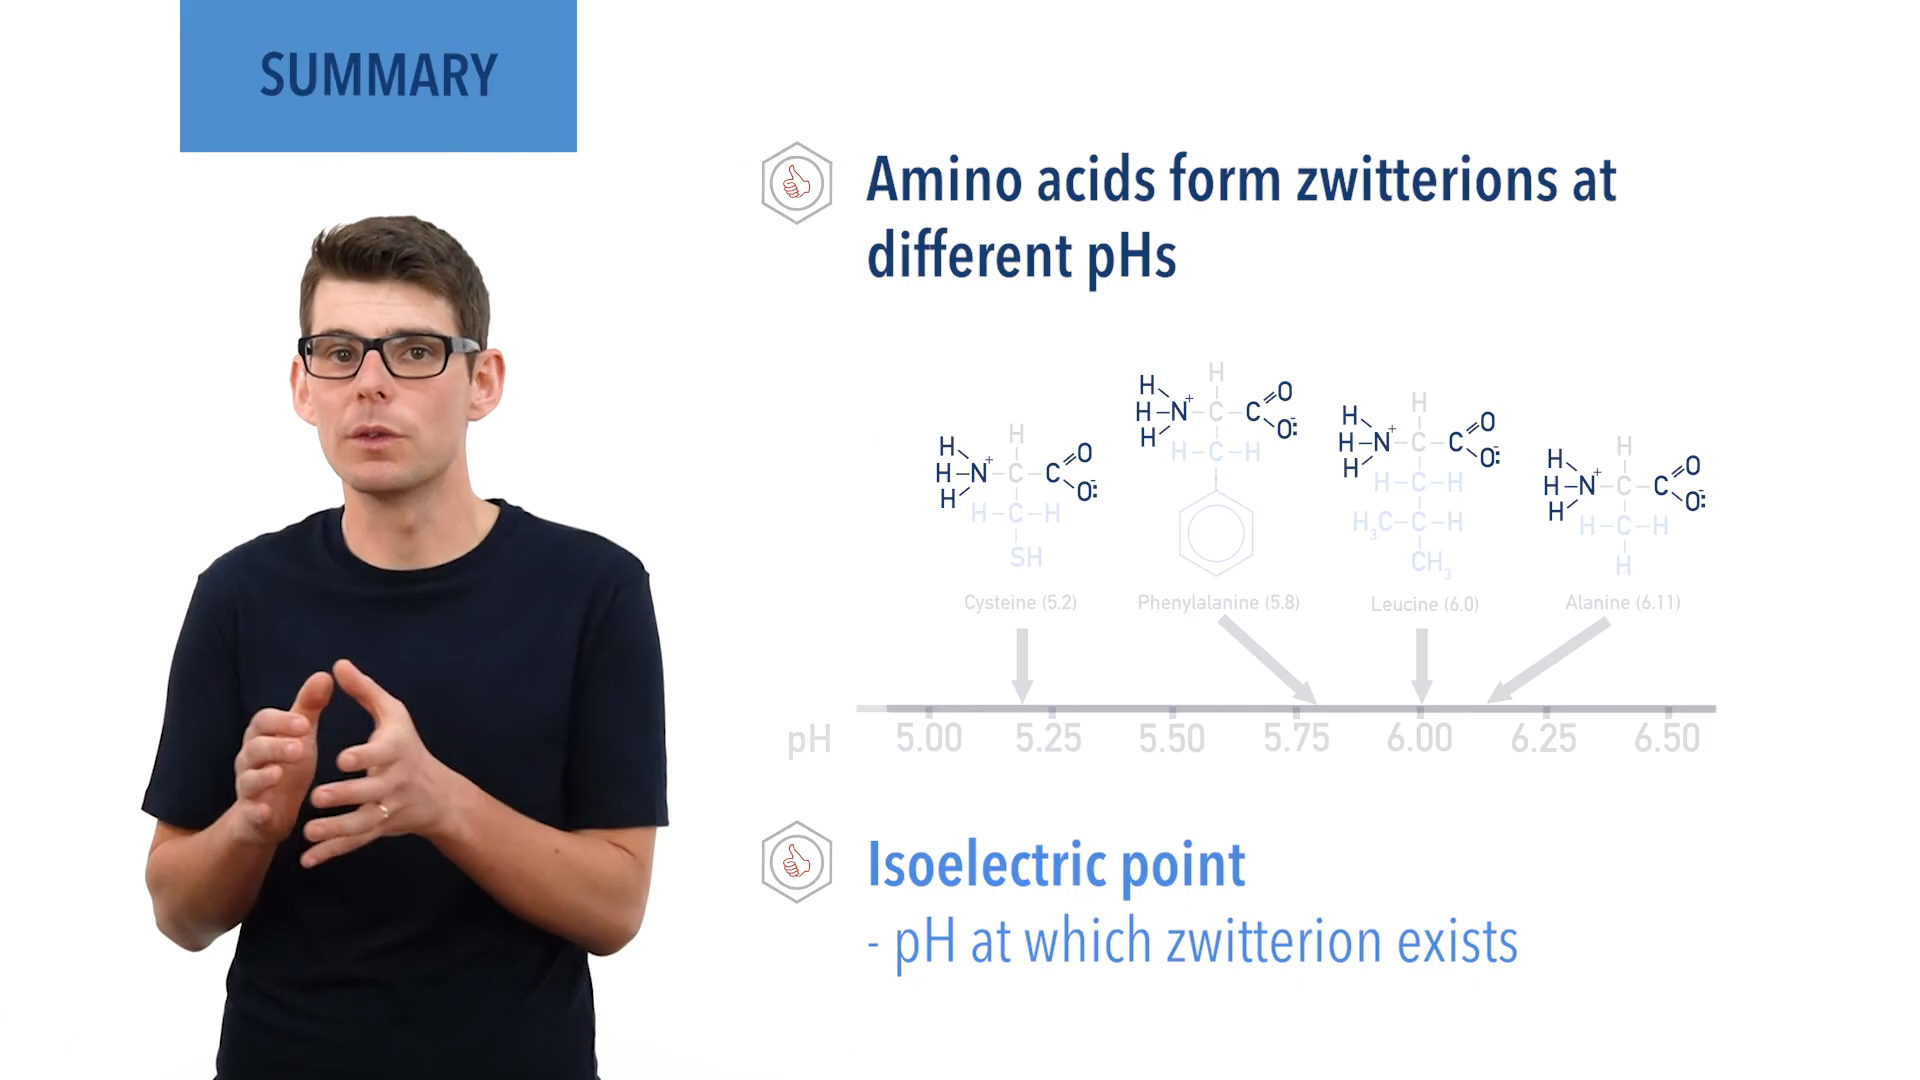 SUMMARY
Amino acids form zwitterions at
different pHs
H
H H
H–N⁺–C–C=O
H O:⁻
H–C–H
SH
H
H H
H–N⁺–C–C=O
H O:⁻
H–C–H
H
H H
H–N⁺–C–C=O
H O:⁻
H–C–H
H₃C–C–H
CH₃
H
H H
H–N⁺–C–C=O
H O:⁻
H–C–H
H
Cysteine (5.2) Phenylalanine (5.8) Leucine (6.0) Alanine (6.11)
pH 5.00 5.25 5.50 5.75 6.00 6.25 6.50
Isoelectric point
- pH at which zwitterion exists